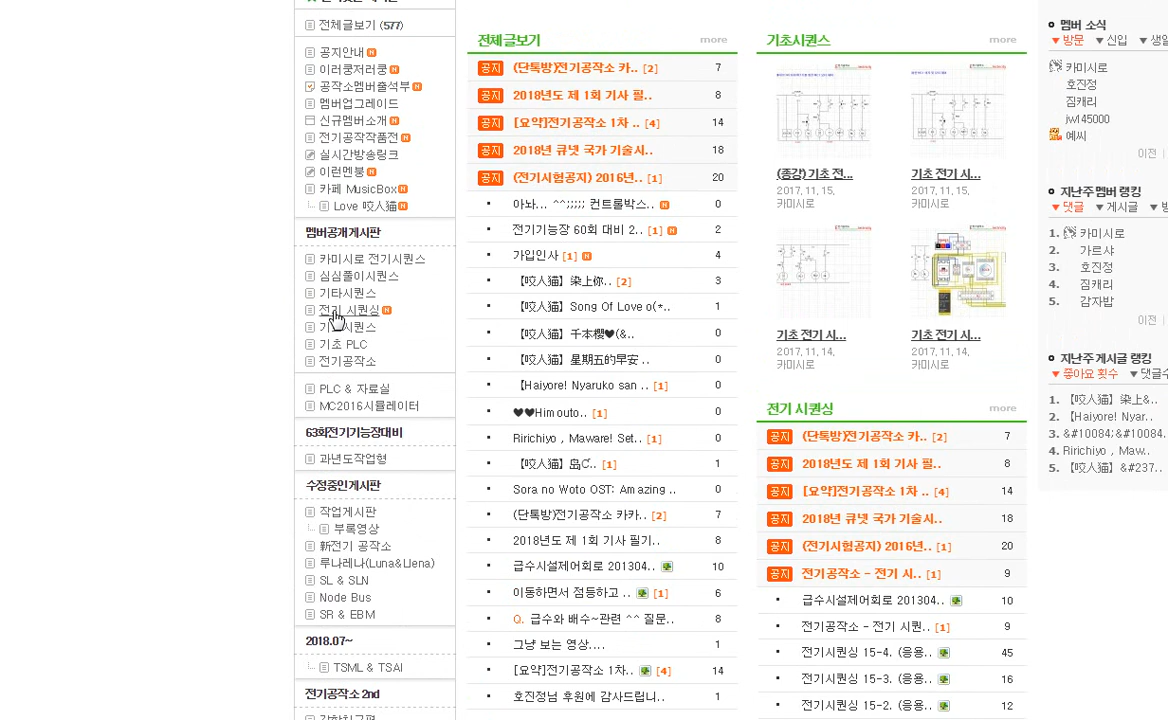 전체글보기 (577)
공지안내
이러쿵저러쿵
공작소멤버출석부
멤버업그레이드
신규멤버소개
전기공작작품전
실시간방송링크
이런멘붕
카페 MusicBox
Love 咬人猫
멤버공개게시판
카미시로 전기시퀀스
심심풀이시퀀스
기타시퀀스
전기 시퀀싱
기초 PLC
전기공작소
PLC & 자료실
MC2016시뮬레이터
63회전기기능장대비
과년도작업형
수정중인게시판
작업게시판
부록영상
新전기 공작소
루나레나(Luna&Llena)
SL & SLN
Node Bus
SR & EBM
2018.07~
TSML & TSAI
전기공작소 2nd
전체글보기 more
공지 (단톡방)전기공작소 카.. [2] 7
공지 2018년도 제 1회 기사 필.. 8
공지 [요약]전기공작소 1차 .. [4] 14
공지 2018년 큐넷 국가 기술시.. 18
공지 (전기시험공지) 2016년.. [1] 20
아놔... ^^;;;;; 컨트롤박스.. 0
전기기능장 60회 대비 2.. [1] 2
가입인사 [1] 4
【咬人猫】染上你.. [2] 3
【咬人猫】Song Of Love o(*.. 1
【咬人猫】千本櫻♥(&.. 0
【咬人猫】星期五的早安 .. 0
【Haiyore! Nyaruko san .. [1] 0
♥♥Himouto.. [1] 0
Ririchiyo , Maware! Set.. [1] 0
[1] 1
Sora no Woto OST: Amazing .. 0
(단톡방)전기공작소 카카.. [2] 7
2018년도 제 1회 기사 필기.. 8
급수시설제어회로 201304.. 10
이동하면서 점등하고 .. [1] 6
Q. 급수와 배수~관련 ^^ 질문.. 8
그냥 보는 영상.... 1
[요약]전기공작소 1차.. [4] 14
호진정님 후원에 감사드립니.. 1
기초시퀀스 more
(종강) 기초 전...
2017, 11, 15,
카미시로
기초 전기 시...
2017, 11, 15,
카미시로
기초 전기 시...
2017, 11, 14,
카미시로
기초 전기 시...
2017, 11, 14,
카미시로
전기 시퀀싱 more
공지 (단톡방)전기공작소 카.. [2] 7
공지 2018년도 제 1회 기사 필.. 8
공지 [요약]전기공작소 1차 .. [4] 14
공지 2018년 큐넷 국가 기술시.. 18
공지 (전기시험공지) 2016년.. [1] 20
공지 전기공작소 - 전기 시.. [1] 9
급수시설제어회로 201304.. 10
전기공작소 - 전기 시퀀.. [1] 9
전기시퀀싱 15-4. (응용.. 45
전기시퀀싱 15-3. (응용.. 16
전기시퀀싱 15-2. (응용.. 12
멤버 소식
▼방문 ▼신입 ▼생일
카미시로
호진정
짐캐리
jw145000
예씨
이전
지난주 멤버 랭킹
▼댓글 ▼게시글
1. 카미시로
2. 가르샤
3. 호진정
4. 짐캐리
5. 감자밥
이전
지난주 게시글 랭킹
▼좋아요 횟수 ▼댓글수
1. 【咬人猫】染上&..
2. 【Haiyore! Nyar..
3. &#10084;&#10084..
4. Ririchiyo , Maw..
5. 【咬人猫】&#237..